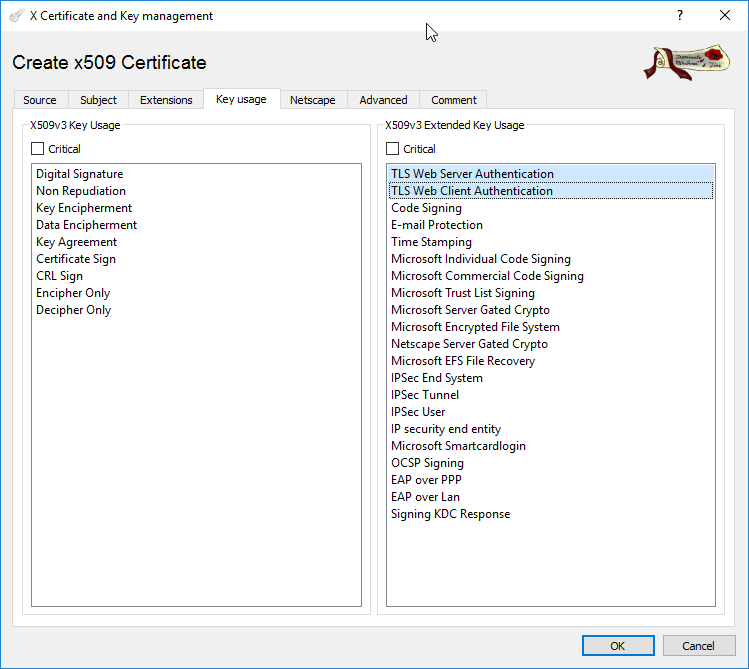 X Certificate and Key management
?
Create x509 Certificate
Source Subject Extensions Key usage Netscape Advanced Comment
X509v3 Key Usage
Critical
Digital Signature
Non Repudiation
Key Encipherment
Data Encipherment
Key Agreement
Certificate Sign
CRL Sign
Encipher Only
Decipher Only
X509v3 Extended Key Usage
Critical
TLS Web Server Authentication
TLS Web Client Authentication
Code Signing
E-mail Protection
Time Stamping
Microsoft Individual Code Signing
Microsoft Commercial Code Signing
Microsoft Trust List Signing
Microsoft Server Gated Crypto
Microsoft Encrypted File System
Netscape Server Gated Crypto
Microsoft EFS File Recovery
IPSec End System
IPSec Tunnel
IPSec User
IP security end entity
Microsoft Smartcardlogin
OCSP Signing
EAP over PPP
EAP over Lan
Signing KDC Response
OK Cancel